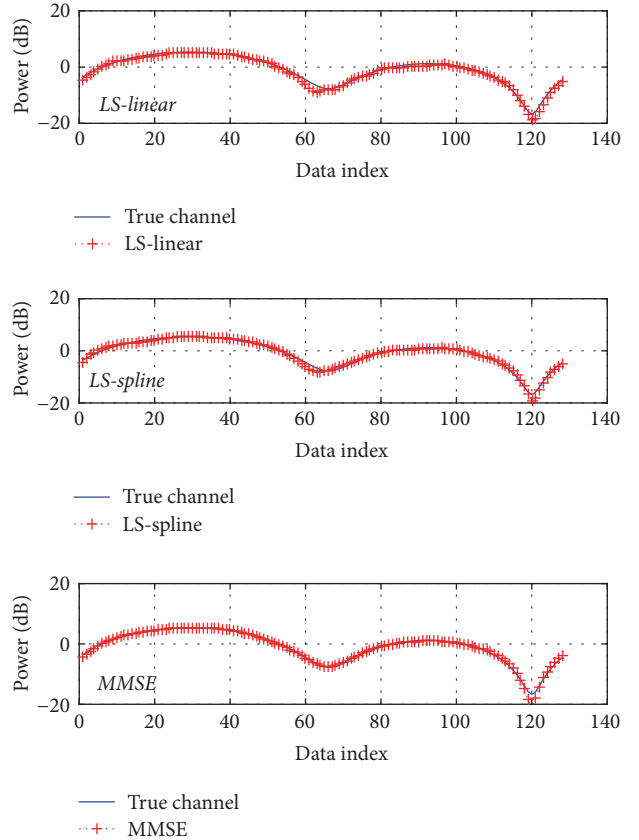 20
0
−20
Power (dB)
LS-linear
0 20 40 60 80 100 120 140
Data index
True channel
LS-linear
20
0
−20
Power (dB)
LS-spline
0 20 40 60 80 100 120 140
Data index
True channel
LS-spline
20
0
−20
Power (dB)
MMSE
0 20 40 60 80 100 120 140
Data index
True channel
MMSE